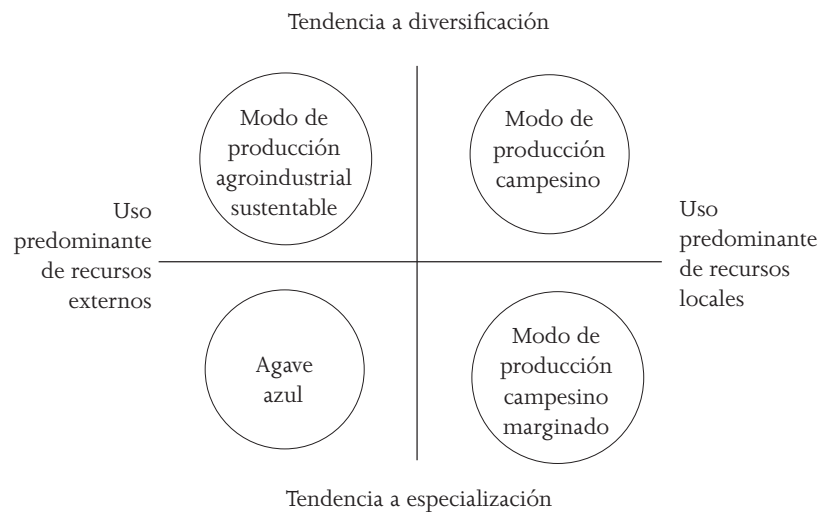 Tendencia a diversificación
Modo de
producción
agroindustrial
sustentable
Modo de
producción
campesino
Uso
predominante
de recursos
externos
Uso
predominante
de recursos
locales
Agave
azul
Modo de
producción
campesino
marginado
Tendencia a especialización